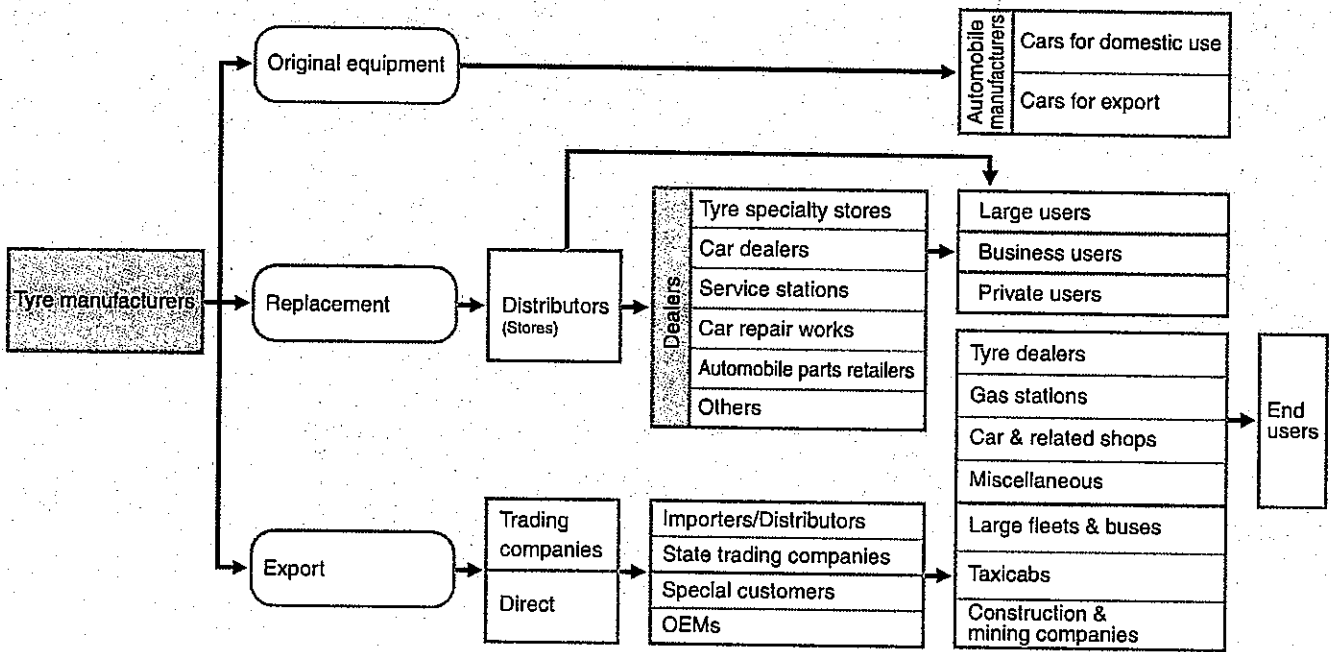 Original equipment
Automobile
manufacturers
Cars for domestic use
Cars for export
Tyre manufacturers
Replacement
Distributors
(Stores)
Dealers
Tyre specialty stores
Car dealers
Service stations
Car repair works
Automobile parts retailers
Others
Large users
Business users
Private users
Export
Trading
companies
Direct
Importers/Distributors
State trading companies
Special customers
OEMs
Tyre dealers
Gas stations
Car & related shops
Miscellaneous
Large fleets & buses
Taxicabs
Construction &
mining companies
End
users